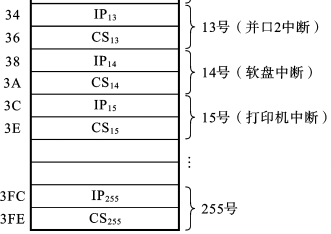 34 IP₁₃
13号（并口2中断）
36 CS₁₃
38 IP₁₄
14号（软盘中断）
3A CS₁₄
3C IP₁₅
15号（打印机中断）
3E CS₁₅
⋮
3FC IP₂₅₅
255号
3FE CS₂₅₅